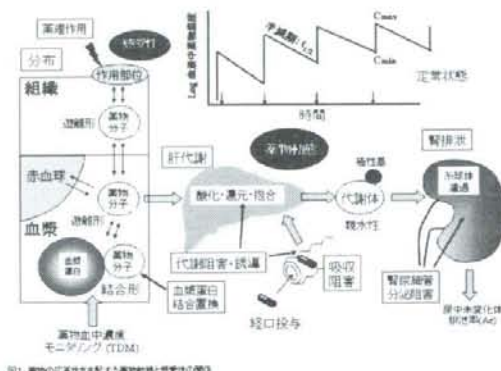 薬理作用
分布
作用部位
組織
薬物
分子
遊離形
赤血球
薬物
分子
遊離形
血漿
血漿
蛋白
薬物
分子
結合形
血漿蛋白
結合置換
薬物血中濃度
モニタリング (TDM)
Log
半減期: t1/2
Cmax
Cmin
定常状態
時間
肝代謝
酸化・還元・抱合
代謝阻害・誘導
極性基
代謝体
親水性
吸収
阻害
経口投与
腎排泄
糸球体
濾過
腎尿細管
分泌阻害
尿中未変化体
排泄率(Ae)